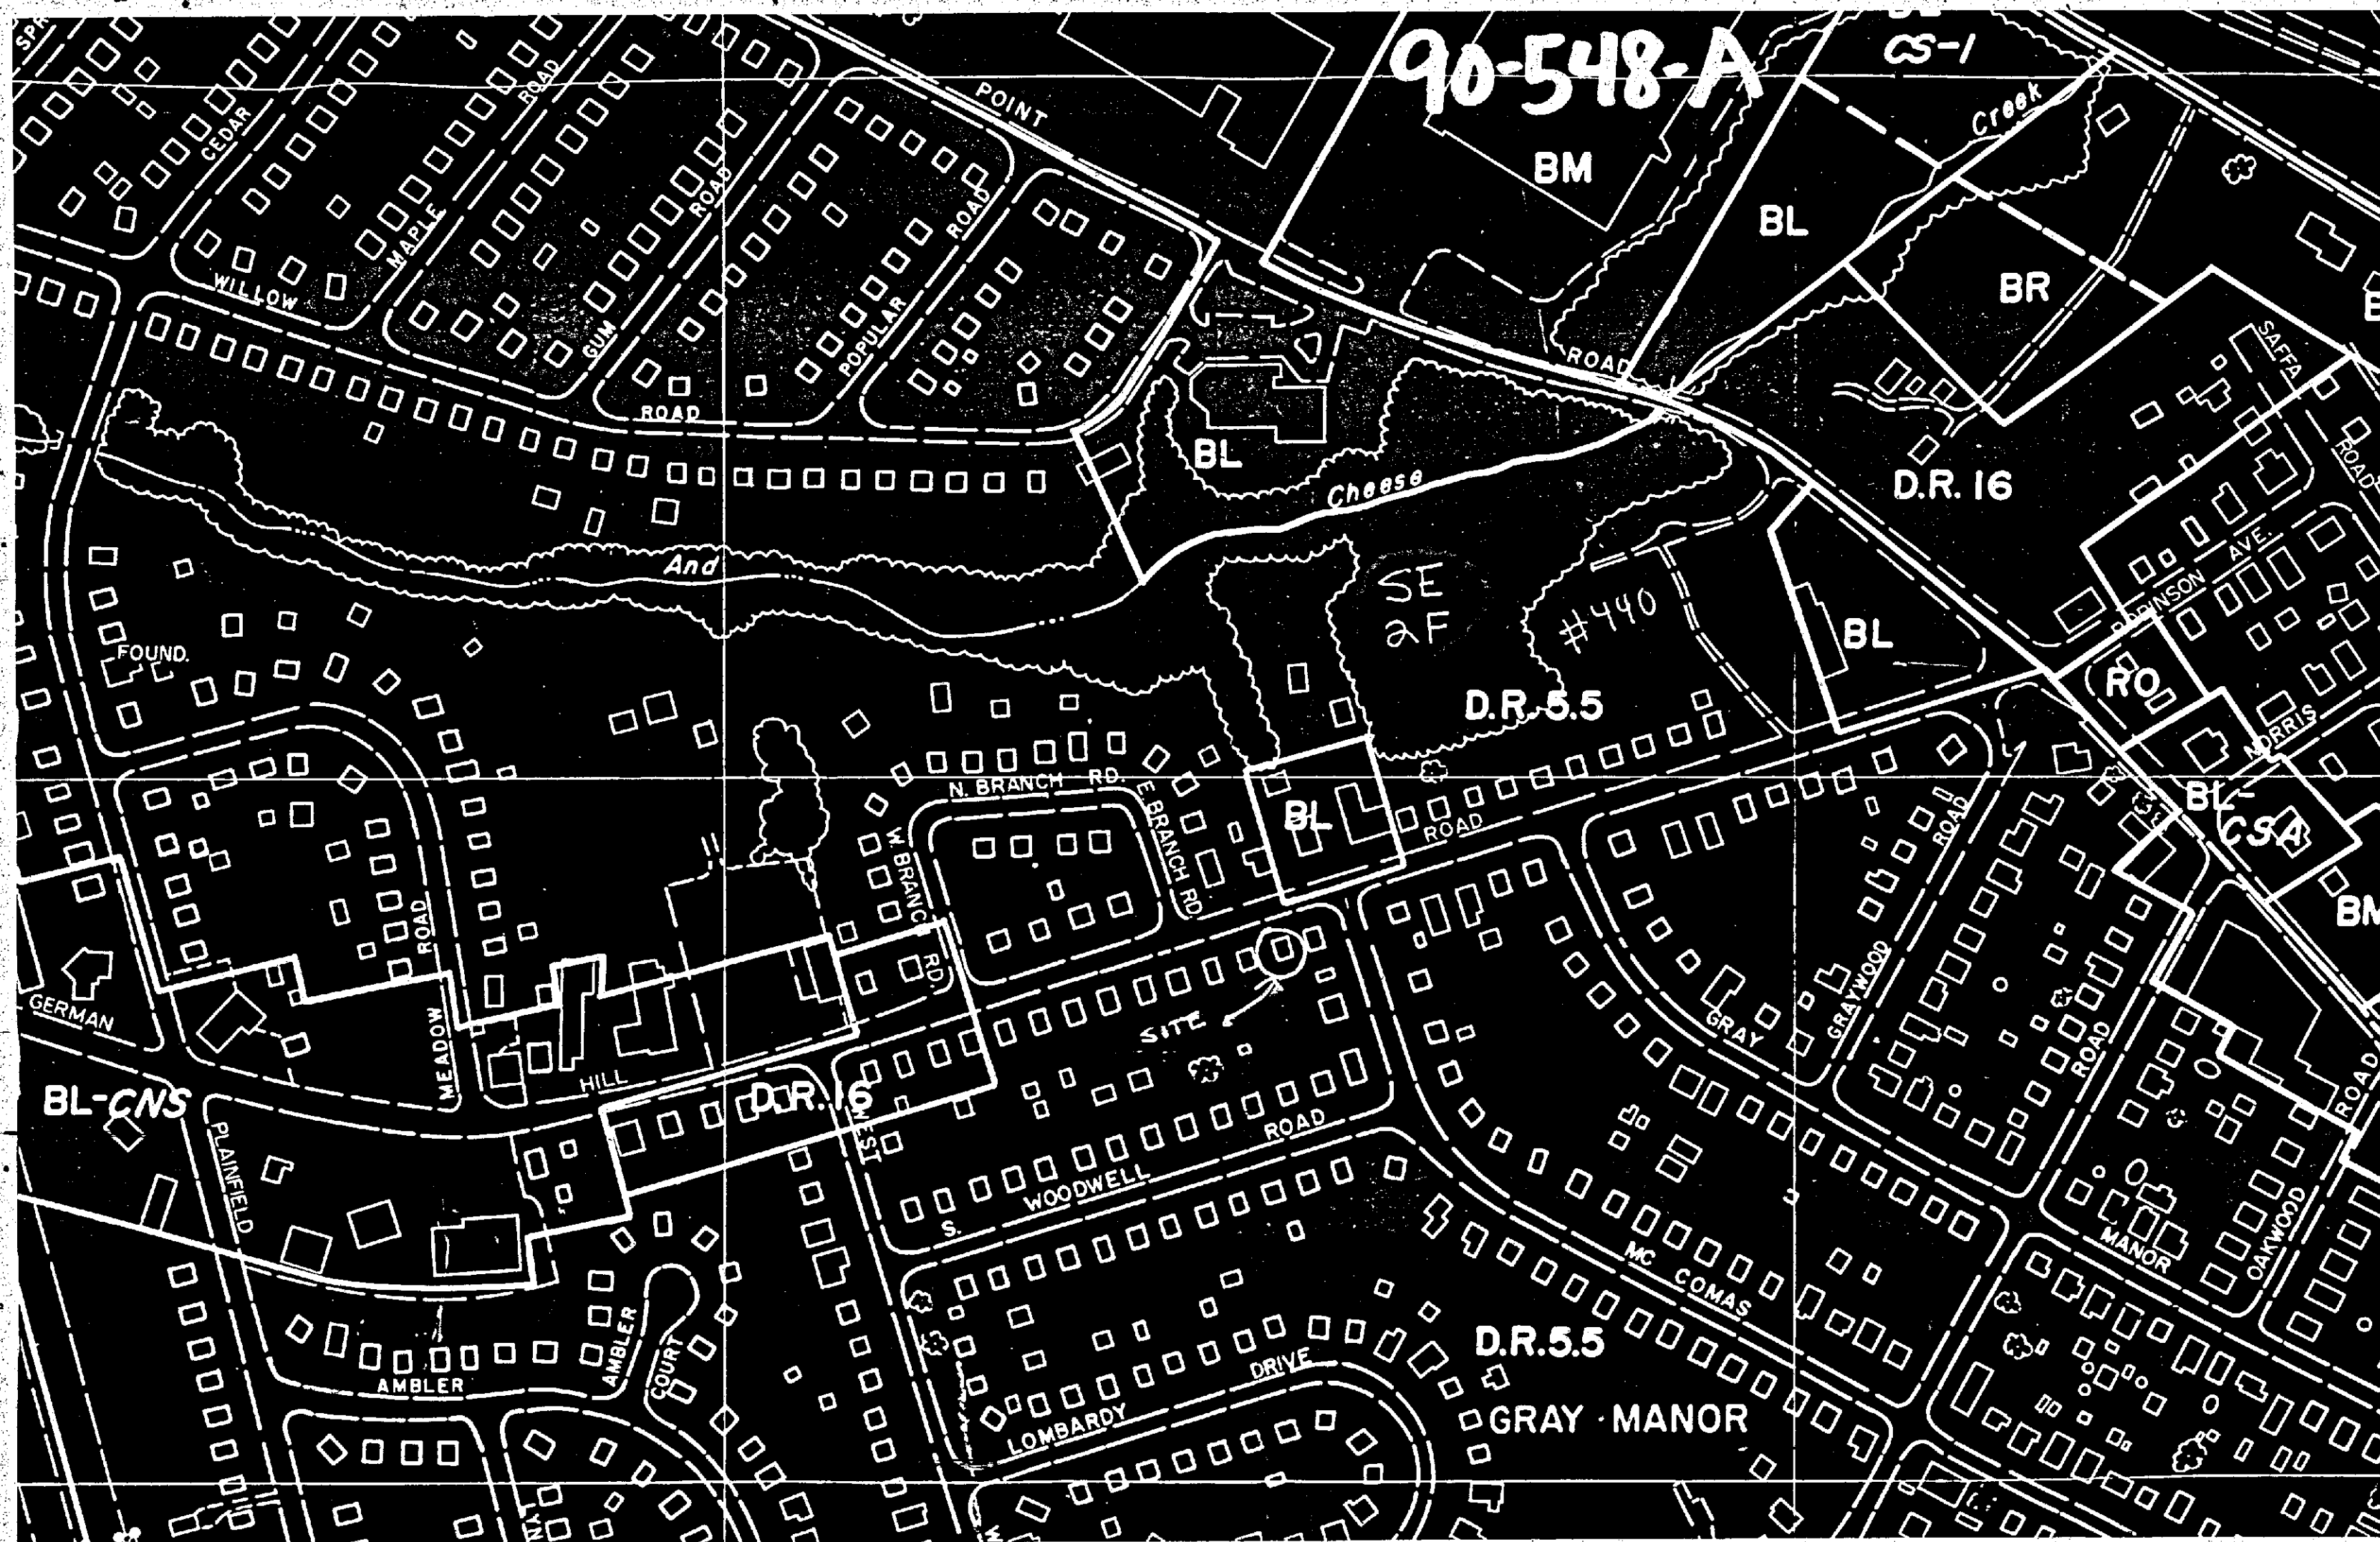 90-548-A
CS-1
Creek
POINT
ROAD
CEDAR
ROAD
MAPLE
ROAD
GUM
ROAD
POPULAR
WILLOW
ROAD
BM
BL
BR
ROAD
SAFFA
ROAD
BL
Cheese
And
D.R. 16
AVE.
SE
2F
#440
BL
D.R. 5.5
RO
NORRIS
FOUND.
N. BRANCH RD.
E. BRANCH RD.
W. BRANCH RD.
BL
ROAD
ROAD
GRAYWOOD
BL-
CSA
BM
ROAD
GERMAN
MEADOW
HILL
SITE
GRAY
ROAD
ROAD
BL-CNS
D.R. 16
WEST
PLAINFIELD
S. WOODWELL ROAD
MANOR
OAKWOOD
MC COMAS
AMBLER
AMBLER
COURT
LOMBARDY DRIVE
D.R. 5.5
GRAY MANOR